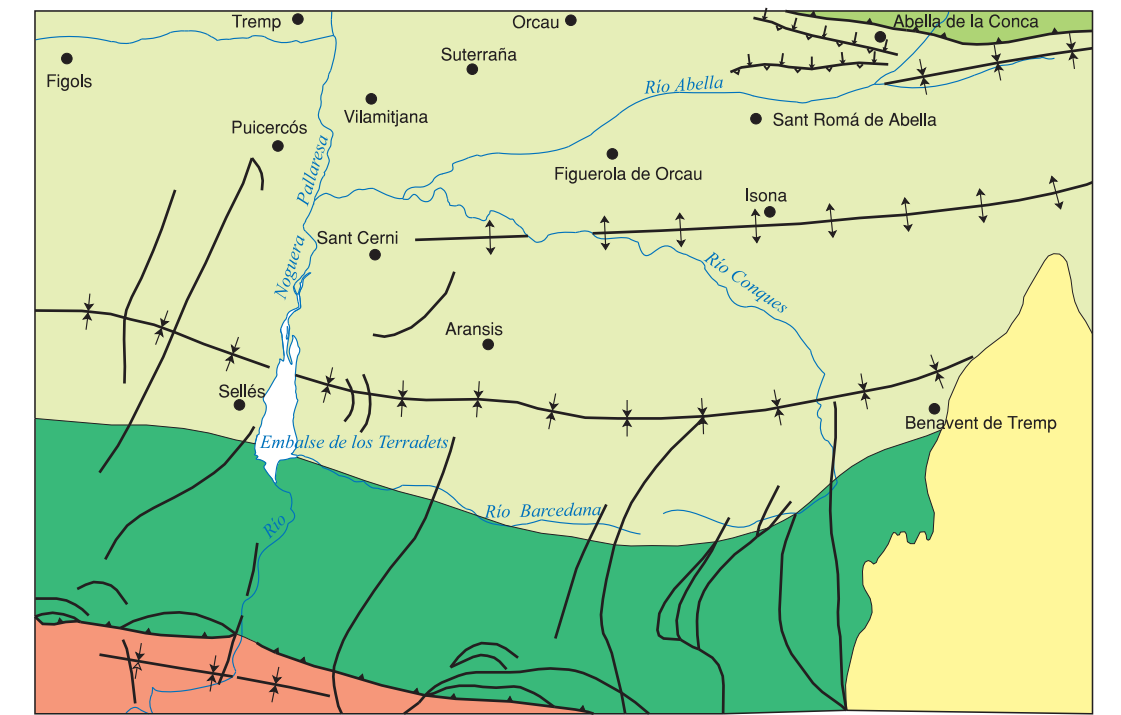 Tremp
Orcau
Abella de la Conca
Suterraña
Figols
Río Abella
Vilamitjana
Puicercós
Sant Romá de Abella
Figuerola de Orcau
Noguera Pallaresa
Isona
Sant Cerni
Río Conques
Aransis
Sellés
Benavent de Tremp
Embalse de los Terradets
Río Barcedana
Río